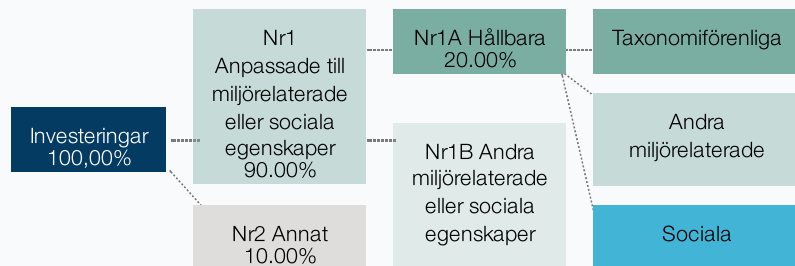 Investeringar
100,00%
Nr1
Anpassade till
miljörelaterade
eller sociala
egenskaper
90.00%
Nr2 Annat
10.00%
Nr1A Hållbara
20.00%
Nr1B Andra
miljörelaterade
eller sociala
egenskaper
Taxonomiförenliga
Andra
miljörelaterade
Sociala